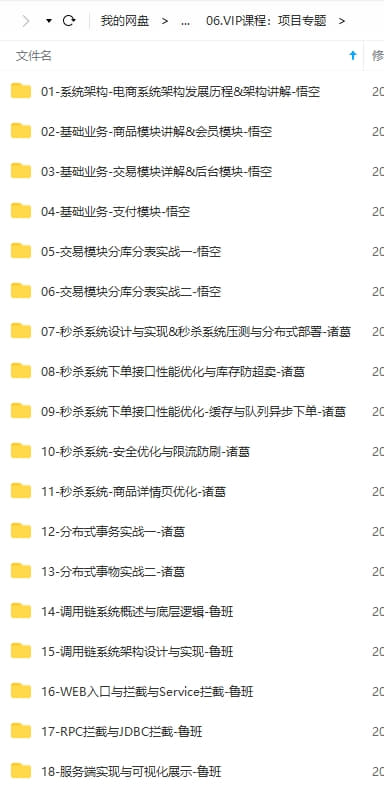 我的网盘 > ... 06.VIP课程：项目专题 >
文件名 修
01-系统架构-电商系统架构发展历程&架构讲解-悟空 20
02-基础业务-商品模块讲解&会员模块-悟空 20
03-基础业务-交易模块详解&后台模块-悟空 20
04-基础业务-支付模块-悟空 20
05-交易模块分库分表实战一-悟空 20
06-交易模块分库分表实战二-悟空 20
07-秒杀系统设计与实现&秒杀系统压测与分布式部署-诸葛 20
08-秒杀系统下单接口性能优化与库存防超卖-诸葛 20
09-秒杀系统下单接口性能优化-缓存与队列异步下单-诸葛 20
10-秒杀系统-安全优化与限流防刷-诸葛 20
11-秒杀系统-商品详情页优化-诸葛 20
12-分布式事务实战一-诸葛 20
13-分布式事物实战二-诸葛 20
14-调用链系统概述与底层逻辑-鲁班 20
15-调用链系统架构设计与实现-鲁班 20
16-WEB入口与拦截与Service拦截-鲁班 20
17-RPC拦截与JDBC拦截-鲁班 20
18-服务端实现与可视化展示-鲁班 20